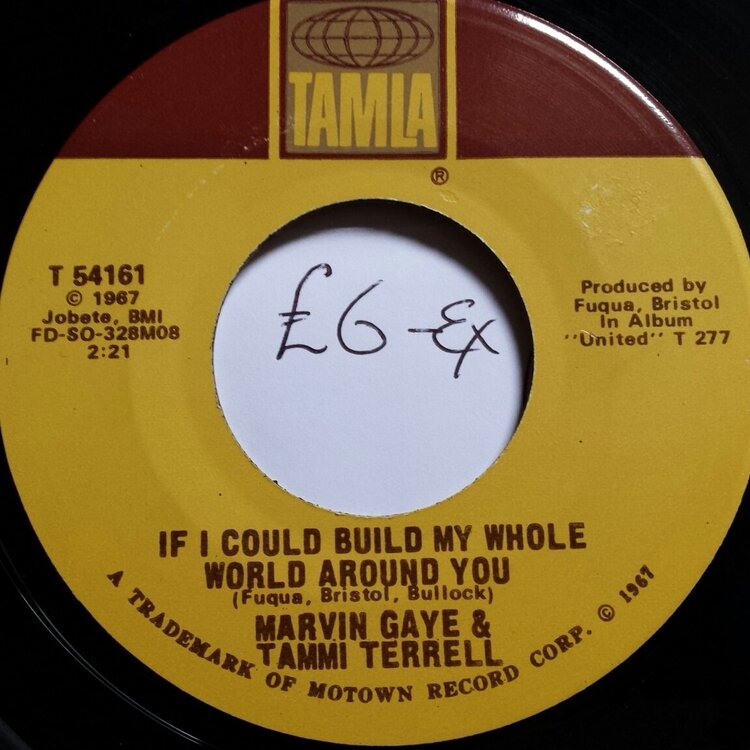 TAMLA
®
T 54161
© 1967
Jobete, BMI
FD-SO-328M08
2:21
Produced by
Fuqua, Bristol
In Album
"United" T 277
£6 -Ex
IF I COULD BUILD MY WHOLE
WORLD AROUND YOU
(Fuqua, Bristol, Bullock)
MARVIN GAYE &
TAMMI TERRELL
A TRADEMARK OF MOTOWN RECORD CORP. © 1967